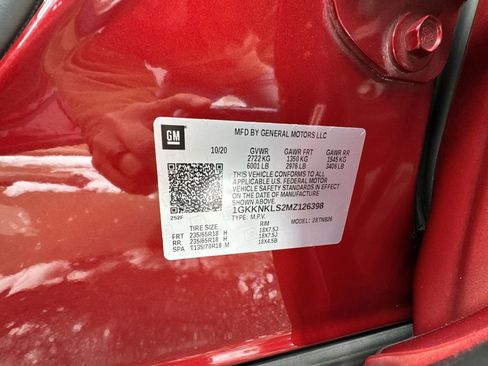 GM
MFD BY GENERAL MOTORS LLC
10/20 GVWR GAWR FRT GAWR RR
2722 KG 1350 KG 1545 KG
6001 LB 2976 LB 3406 LB
THIS VEHICLE CONFORMS TO ALL
APPLICABLE U.S. FEDERAL MOTOR
VEHICLE SAFETY STANDARDS IN EFFECT
ON THE DATE OF MANUFACTURE
SHOWN ABOVE.
1GKKNKLS2MZ126398
TYPE: M.P.V.
252F
MODEL: 2STNB26
TIRE SIZE RIM
FRT 235/65R18 H 18X7.5J
RR 235/65R18 H 18X7.5J
SPA T135/70R18 M 18X4.5B